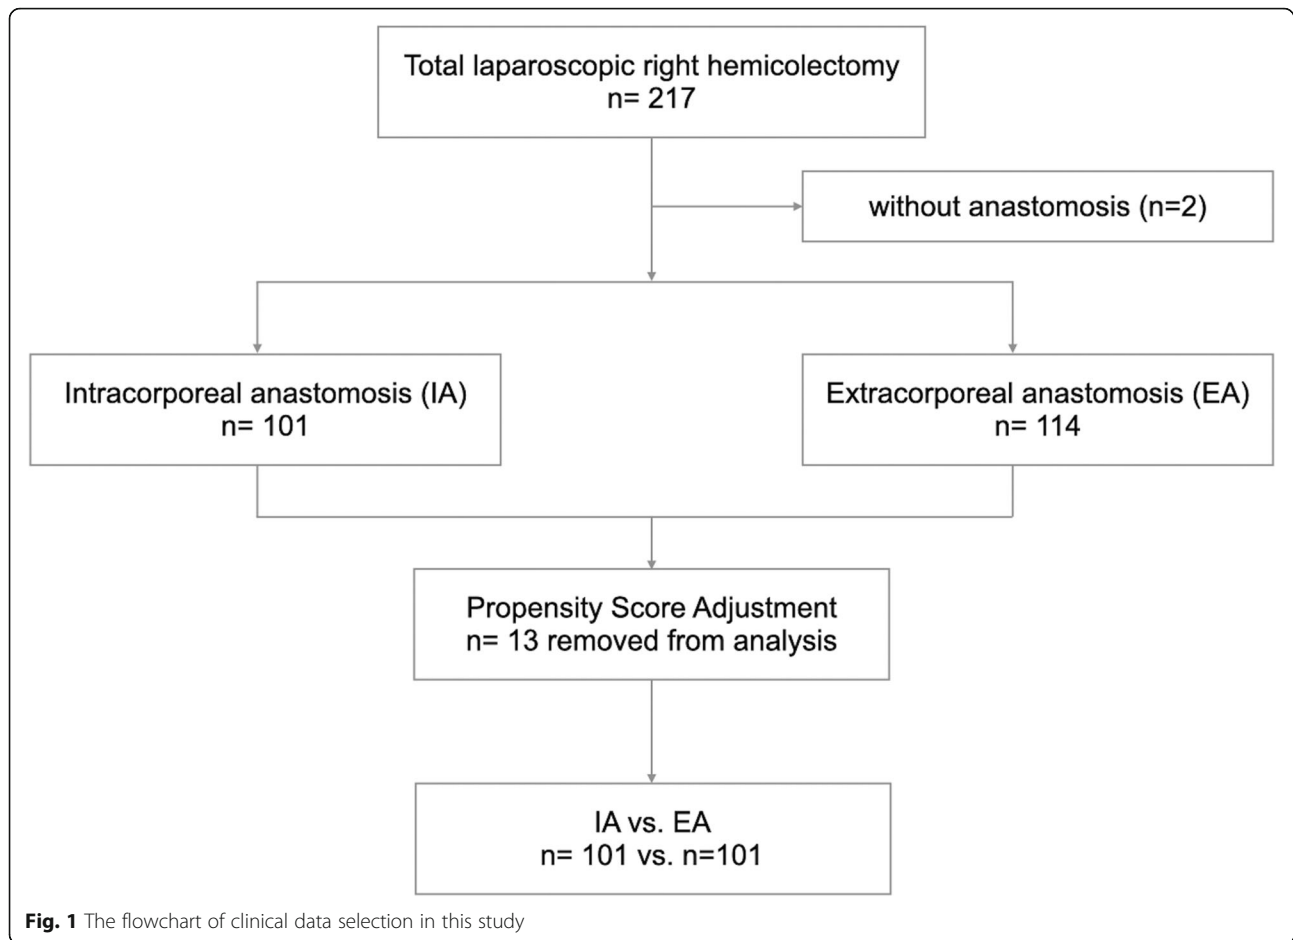 Total laparoscopic right hemicolectomy
n= 217
without anastomosis (n=2)
Intracorporeal anastomosis (IA)
n= 101
Extracorporeal anastomosis (EA)
n= 114
Propensity Score Adjustment
n= 13 removed from analysis
IA vs. EA
n= 101 vs. n=101
Fig. 1 The flowchart of clinical data selection in this study